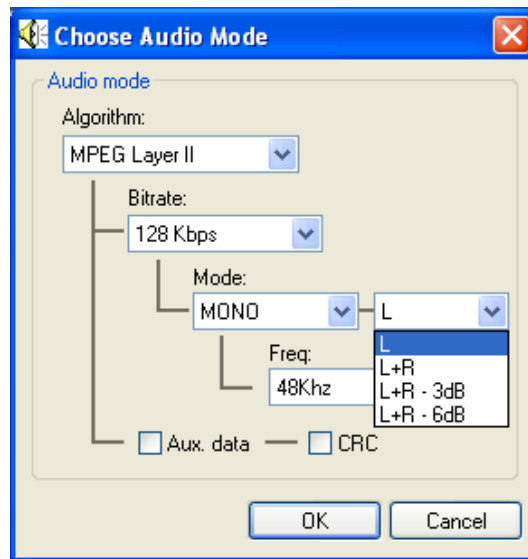 Choose Audio Mode
Audio mode
Algorithm:
MPEG Layer II
Bitrate:
128 Kbps
Mode:
MONO
L
L
L+R
L+R - 3dB
L+R - 6dB
Freq:
48Khz
Aux. data
CRC
OK
Cancel